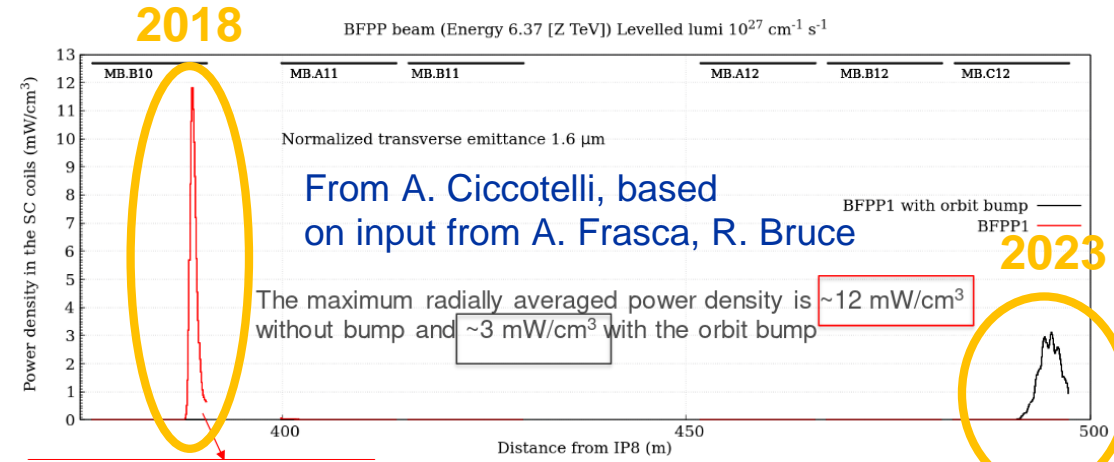 2018
BFPP beam (Energy 6.37 [Z TeV]) Levelled lumi 10²⁷ cm⁻¹ s⁻¹
Power density in the SC coils (mW/cm³)
13
12
11
10
9
8
7
6
5
4
3
2
1
0
MB.B10
MB.A11
MB.B11
MB.A12
MB.B12
MB.C12
Normalized transverse emittance 1.6 µm
From A. Ciccotelli, based
on input from A. Frasca, R. Bruce
BFPP1 with orbit bump
BFPP1
2023
The maximum radially averaged power density is ~12 mW/cm³
without bump and ~3 mW/cm³ with the orbit bump
400
450
500
Distance from IP8 (m)